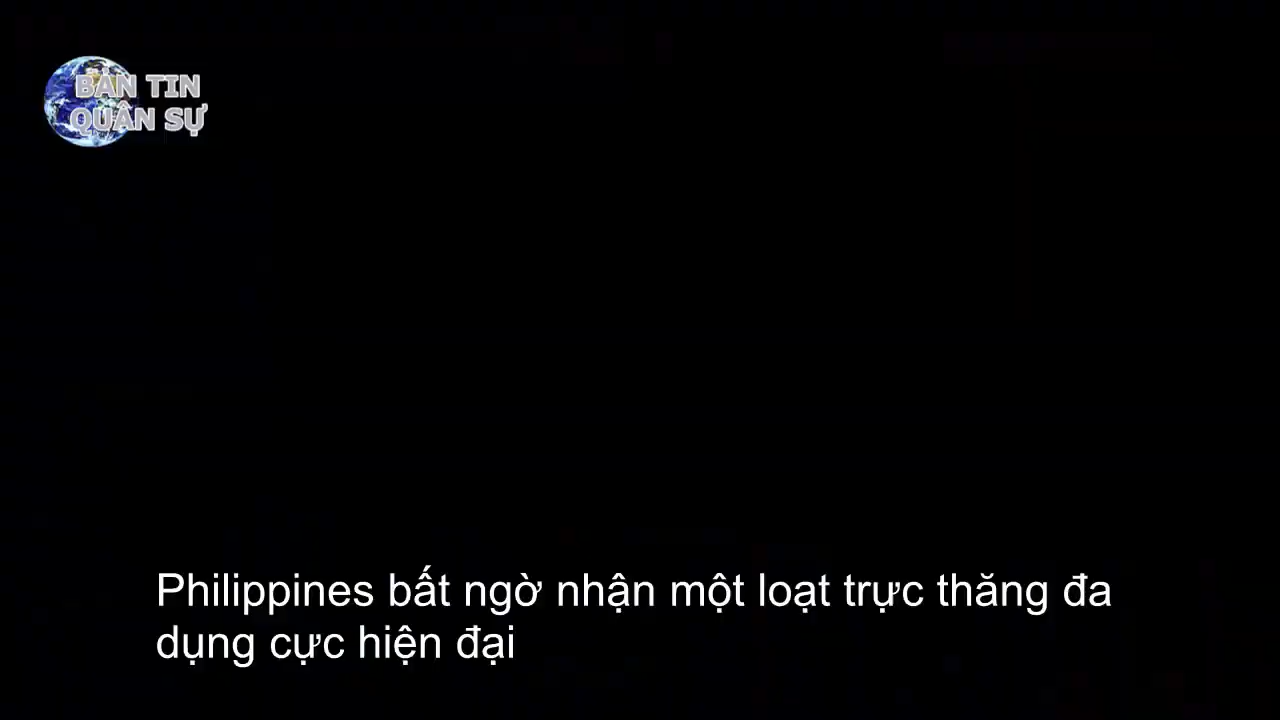 BẢN TIN
QUÂN SỰ
Philippines bất ngờ nhận một loạt trực thăng đa
dụng cực hiện đại